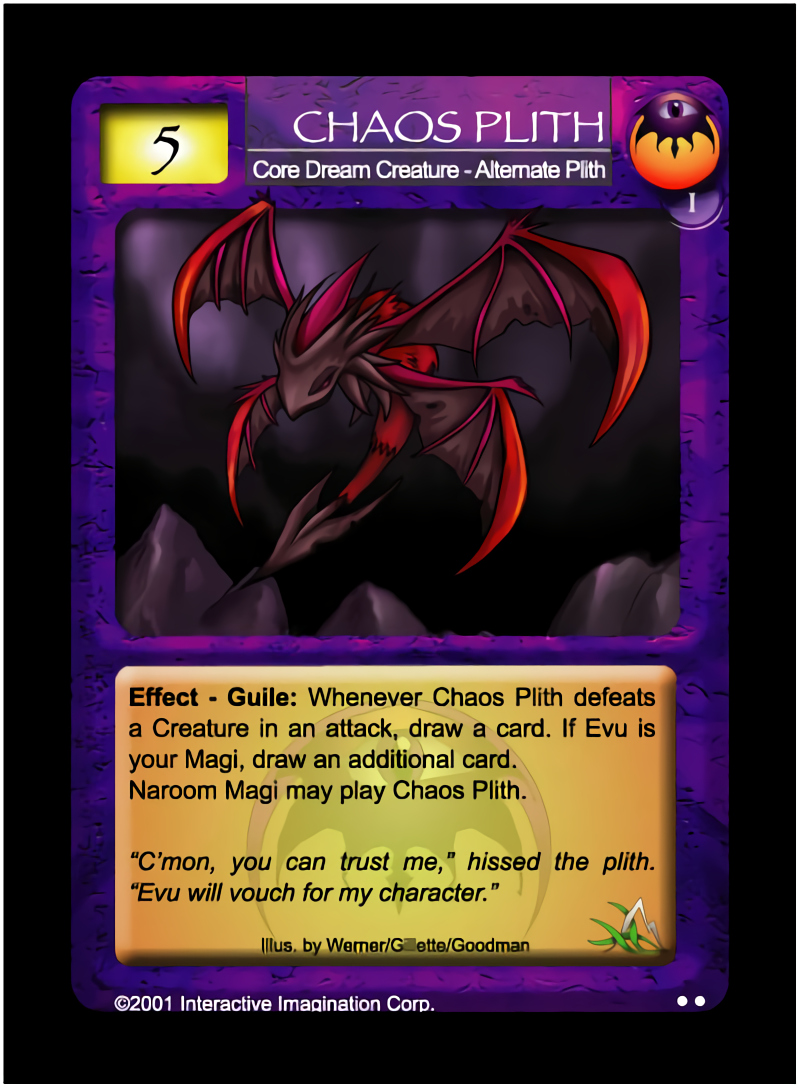 5
CHAOS PLITH
Core Dream Creature - Alternate Plith
I
Effect - Guile: Whenever Chaos Plith defeats
a Creature in an attack, draw a card. If Evu is
your Magi, draw an additional card.
Naroom Magi may play Chaos Plith.
“C’mon, you can trust me,” hissed the plith.
“Evu will vouch for my character.”
Illus. by Werner/ /Goodman
©2001 Interactive Imagination Corp.